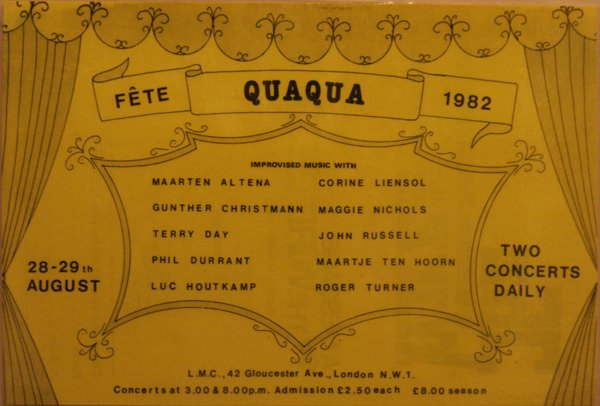 FÊTE QUAQUA 1982
IMPROVISED MUSIC WITH
MAARTEN ALTENA CORINE LIENSOL
GUNTHER CHRISTMANN MAGGIE NICHOLS
TERRY DAY JOHN RUSSELL
PHIL DURRANT MAARTJE TEN HOORN
LUC HOUTKAMP ROGER TURNER
28-29th
AUGUST
TWO
CONCERTS
DAILY
L.M.C., 42 Gloucester Ave., London N.W.1.
Concerts at 3.00 & 8.00p.m. Admission £2.50 each £8.00 season